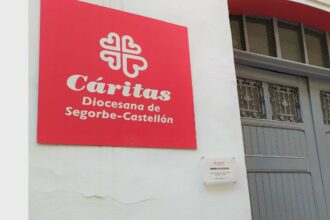 Cáritas
Diocesana de
Segorbe-Castellón